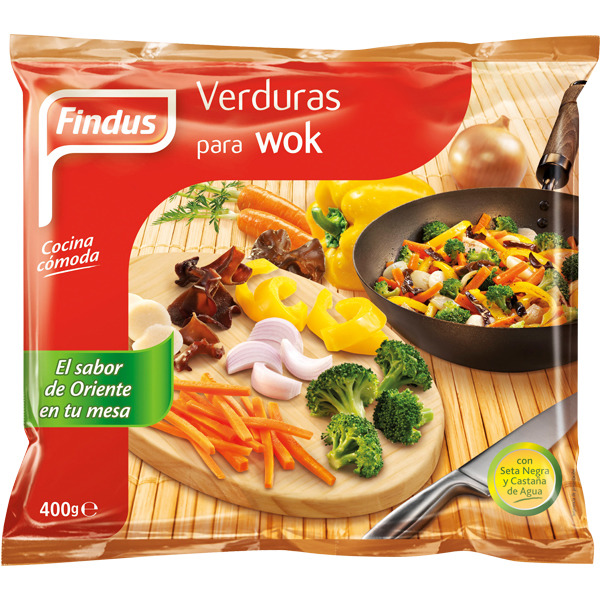 Findus
Verduras
para wok
Cocina
cómoda
El sabor
de Oriente
en tu mesa
400g ℮
con
Seta Negra
y Castaña
de Agua